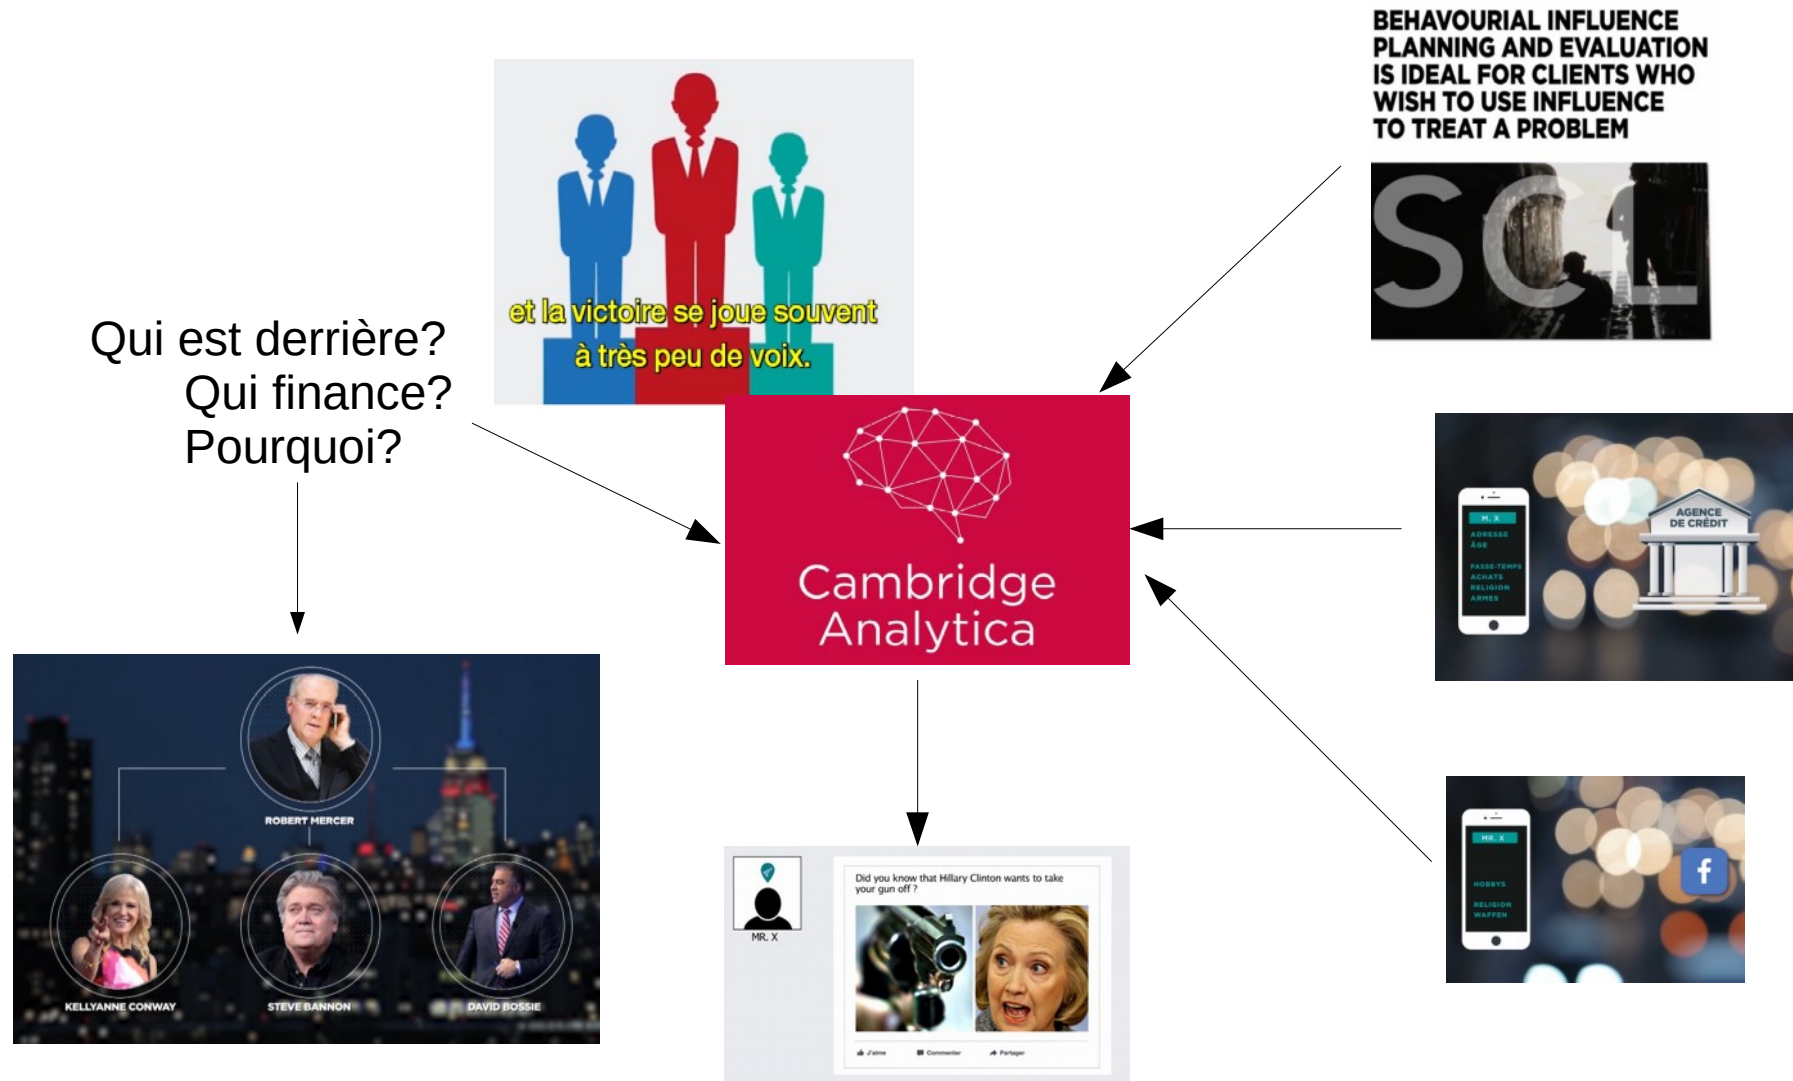 BEHAVOURIAL INFLUENCE
PLANNING AND EVALUATION
IS IDEAL FOR CLIENTS WHO
WISH TO USE INFLUENCE
TO TREAT A PROBLEM
SCL
et la victoire se joue souvent
à très peu de voix.
Qui est derrière?
Qui finance?
Pourquoi?
Cambridge
Analytica
M. X
ADRESSE
ÂGE
PASSE-TEMPS
ACHATS
RELIGION
ARMES
AGENCE
DE CRÉDIT
ROBERT MERCER
KELLYANNE CONWAY
STEVE BANNON
DAVID BOSSIE
MR. X
Did you know that Hillary Clinton wants to take
your gun off ?
J'aime
Commenter
Partager
MR. X
HOBBYS
RELIGION
WAFFEN
f